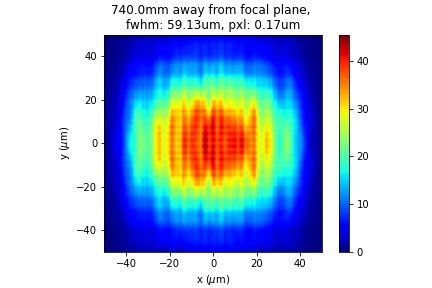 740.0mm away from focal plane,
fwhm: 59.13um, pxl: 0.17um
40
20
0
−20
−40
y (μm)
−40 −20 0 20 40
x (μm)
40
30
20
10
0